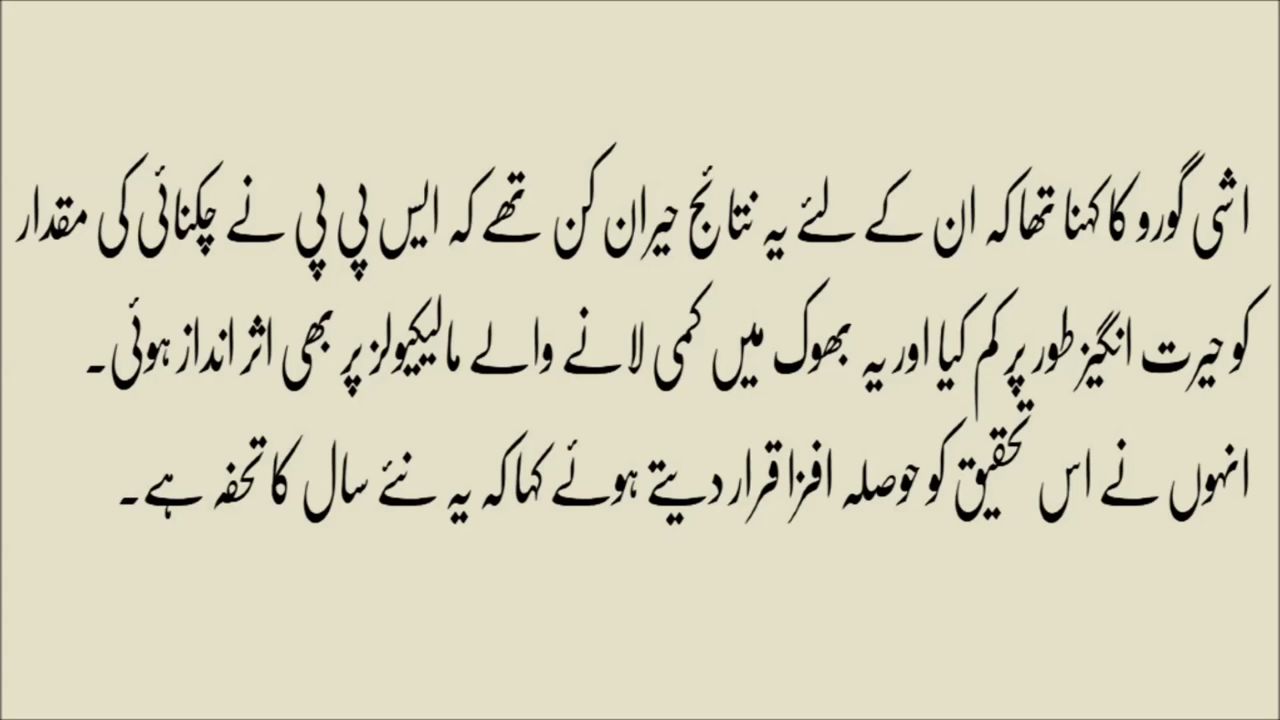 اشی گورو کا کہنا تھا کہ ان کے لئے یہ نتائج حیران کن تھے کہ ایس پی پی نے چکنائی کی مقدار
کو حیرت انگیز طور پر کم کیا اور یہ بھوک میں کمی لانے والے مالیکیولز پر بھی اثر انداز ہوئی۔
انہوں نے اس تحقیق کو حوصلہ افزا قرار دیتے ہوئے کہا کہ یہ نئے سال کا تحفہ ہے۔